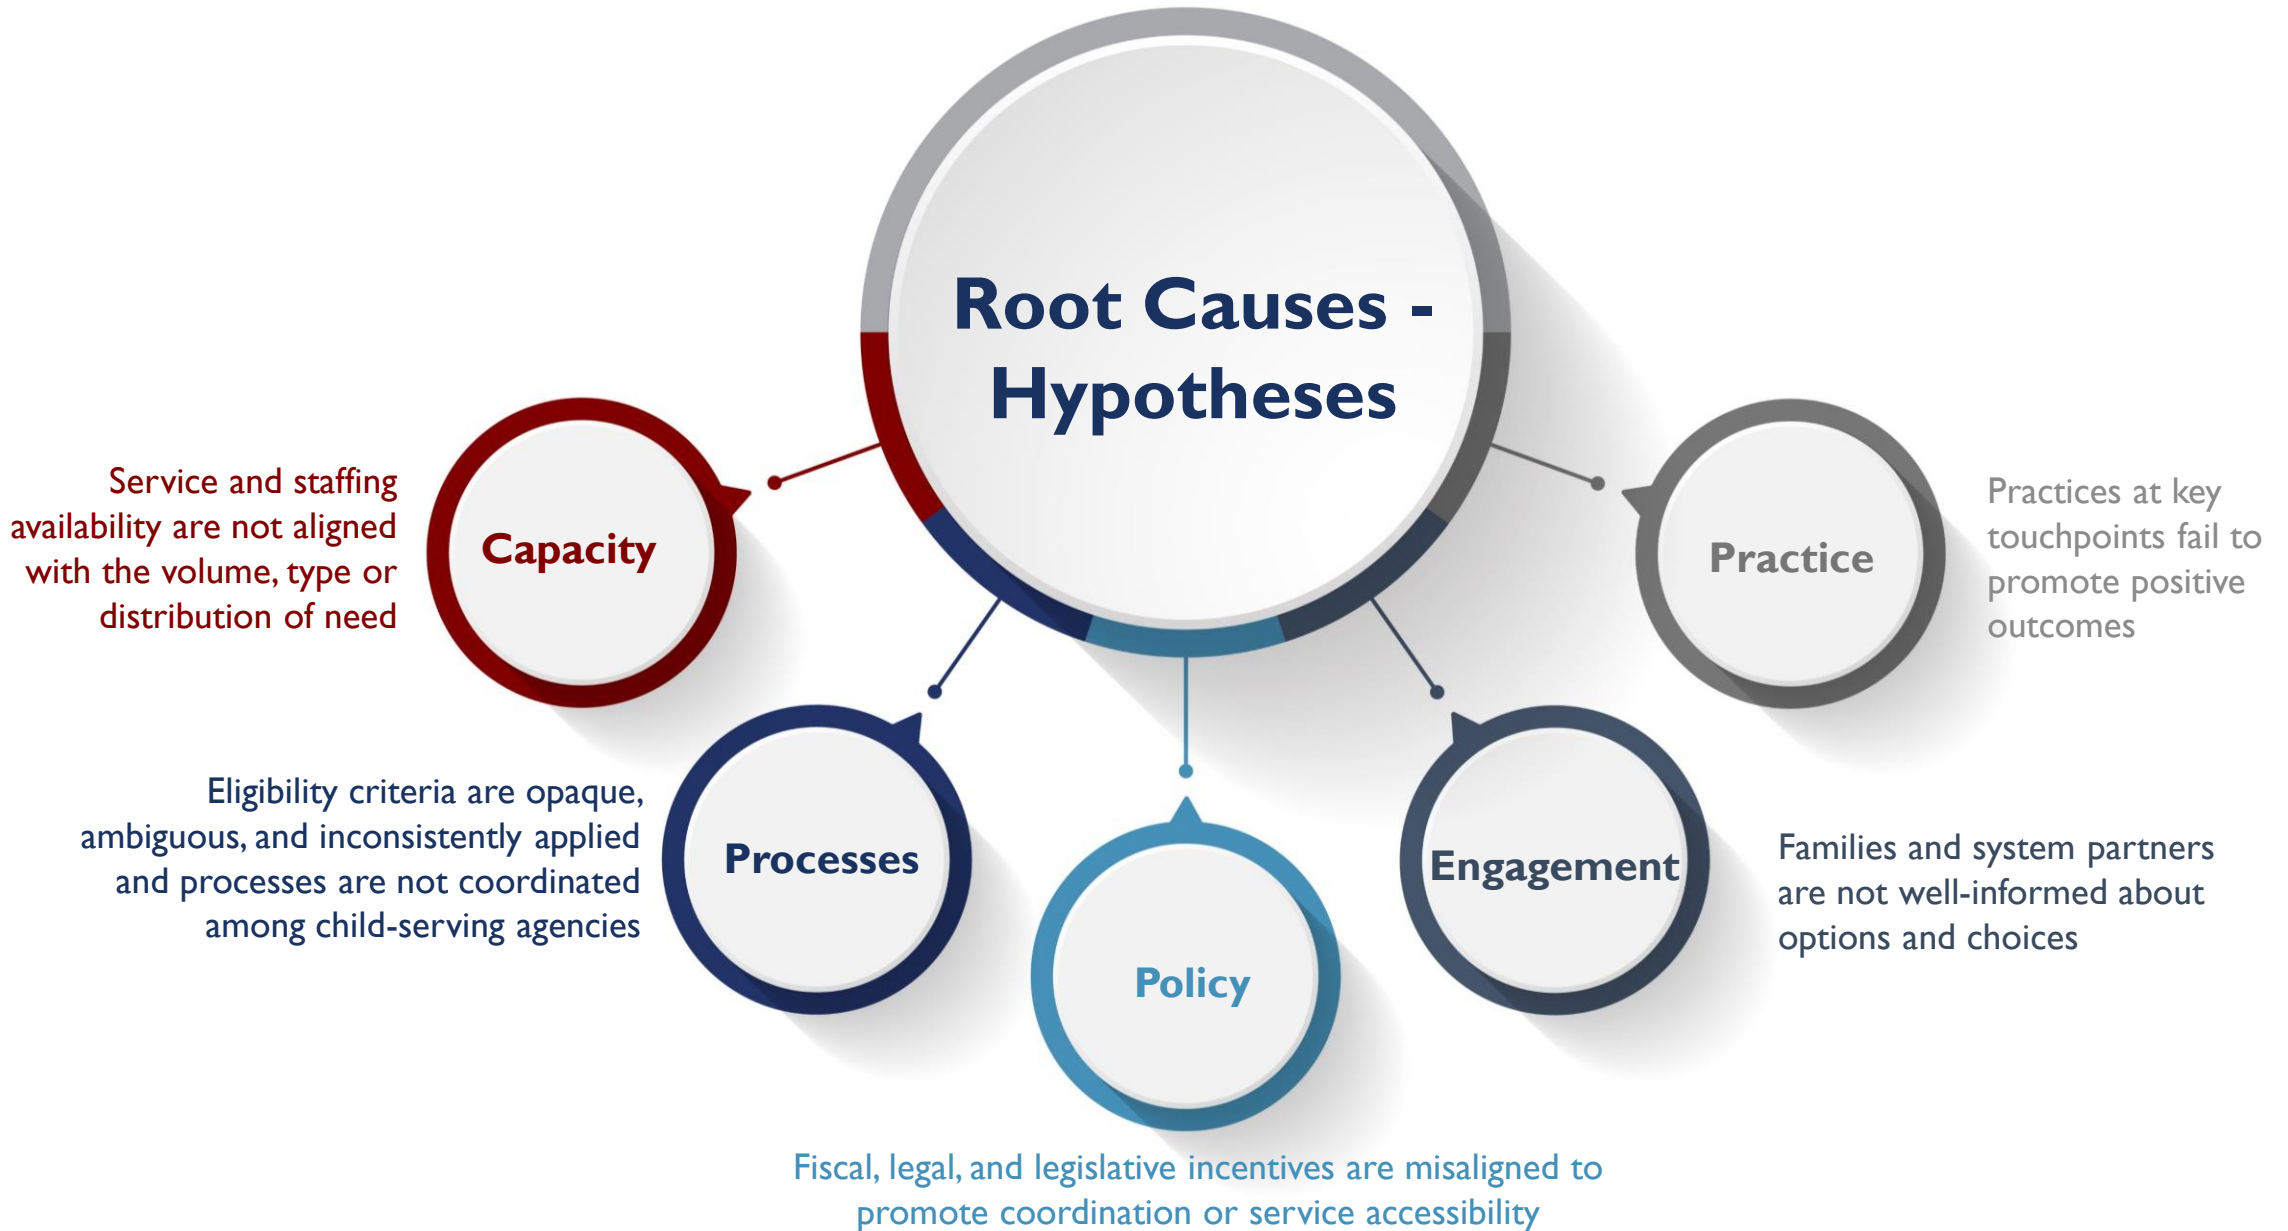 Root Causes -
Hypotheses
Capacity
Service and staffing
availability are not aligned
with the volume, type or
distribution of need
Processes
Eligibility criteria are opaque,
ambiguous, and inconsistently applied
and processes are not coordinated
among child-serving agencies
Policy
Fiscal, legal, and legislative incentives are misaligned to
promote coordination or service accessibility
Engagement
Families and system partners
are not well-informed about
options and choices
Practice
Practices at key
touchpoints fail to
promote positive
outcomes